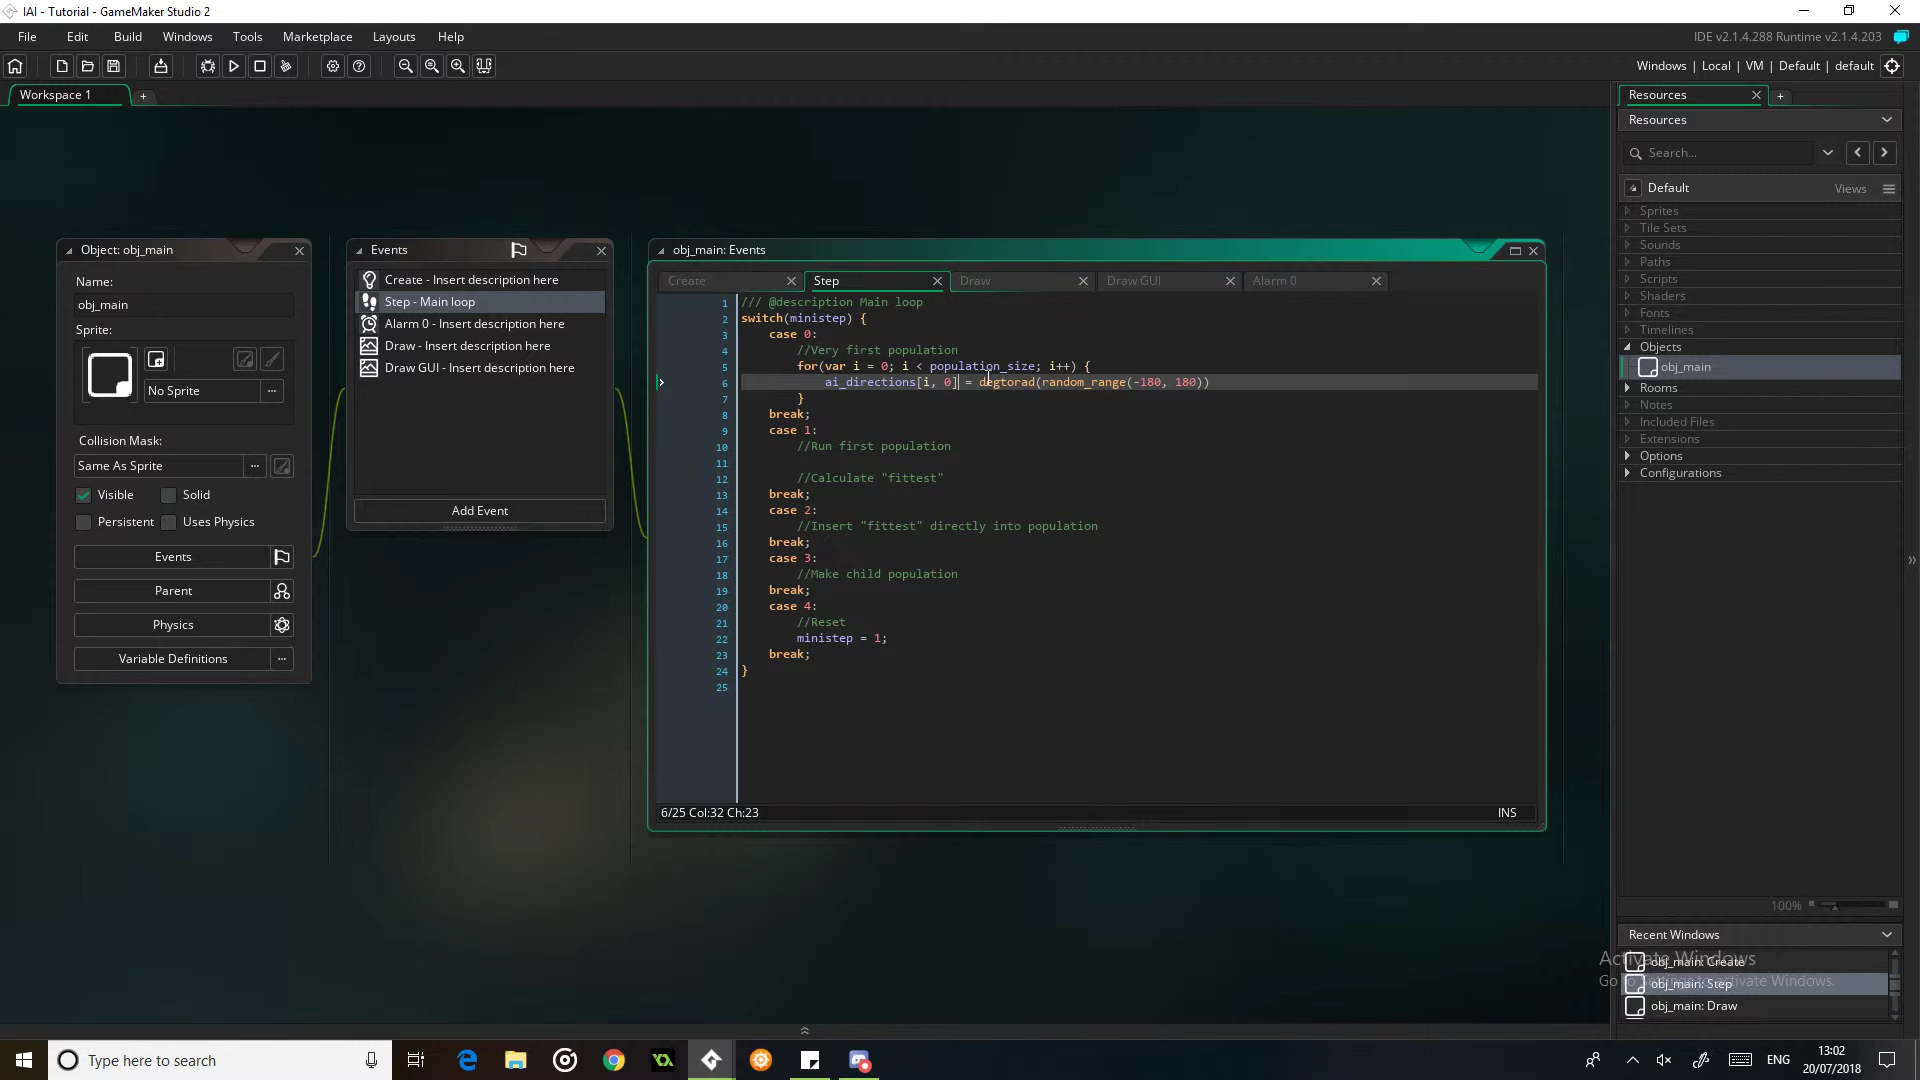 IAI - Tutorial - GameMaker Studio 2
File Edit Build Windows Tools Marketplace Layouts Help
IDE v2.1.4.288 Runtime v2.1.4.203
Windows | Local | VM | Default | default
Workspace 1
Resources
Resources
Search...
Default
Views
Sprites
Tile Sets
Sounds
Paths
Scripts
Shaders
Fonts
Timelines
Objects
obj_main
Rooms
Notes
Included Files
Extensions
Options
Configurations
100%
Recent Windows
obj_main: Create
obj_main: Step
obj_main: Draw
Activate Windows
Go to Settings to activate Windows.
Object: obj_main
Name:
obj_main
Sprite:
No Sprite
Collision Mask:
Same As Sprite
Visible Solid
Persistent Uses Physics
Events
Parent
Physics
Variable Definitions
Events
Create - Insert description here
Step - Main loop
Alarm 0 - Insert description here
Draw - Insert description here
Draw GUI - Insert description here
Add Event
obj_main: Events
Create Step Draw Draw GUI Alarm 0
1 /// @description Main loop
2 switch(ministep) {
3 case 0:
4 //Very first population
5 for(var i = 0; i < population_size; i++) {
6 ai_directions[i, 0] = degtorad(random_range(-180, 180))
7 }
8 break;
9 case 1:
10 //Run first population
11
12 //Calculate "fittest"
13 break;
14 case 2:
15 //Insert "fittest" directly into population
16 break;
17 case 3:
18 //Make child population
19 break;
20 case 4:
21 //Reset
22 ministep = 1;
23 break;
24 }
25
6/25 Col:32 Ch:23
INS
Type here to search
ENG
13:02
20/07/2018